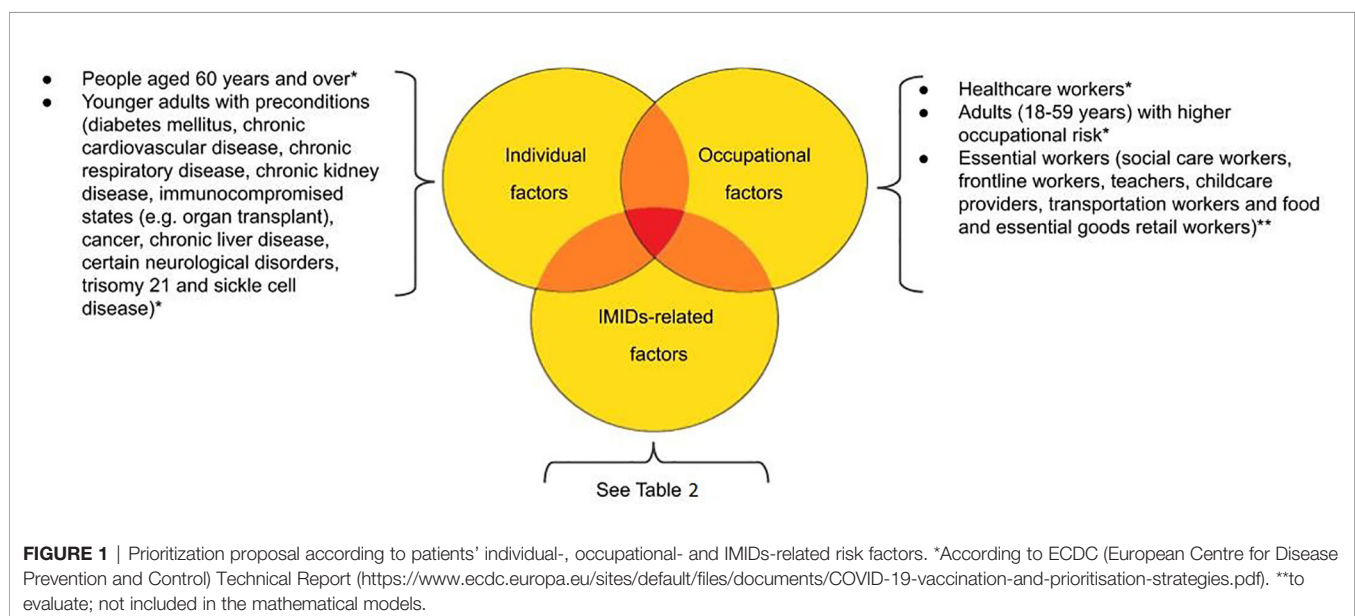 ● People aged 60 years and over*
● Younger adults with preconditions
(diabetes mellitus, chronic
cardiovascular disease, chronic
respiratory disease, chronic kidney
disease, immunocompromised
states (e.g. organ transplant),
cancer, chronic liver disease,
certain neurological disorders,
trisomy 21 and sickle cell
disease)*
Individual
factors
Occupational
factors
IMIDs-related
factors
● Healthcare workers*
● Adults (18-59 years) with higher
occupational risk*
● Essential workers (social care workers,
frontline workers, teachers, childcare
providers, transportation workers and food
and essential goods retail workers)**
See Table 2
FIGURE 1 | Prioritization proposal according to patients’ individual-, occupational- and IMIDs-related risk factors. *According to ECDC (European Centre for Disease
Prevention and Control) Technical Report (https://www.ecdc.europa.eu/sites/default/files/documents/COVID-19-vaccination-and-prioritisation-strategies.pdf). **to
evaluate; not included in the mathematical models.